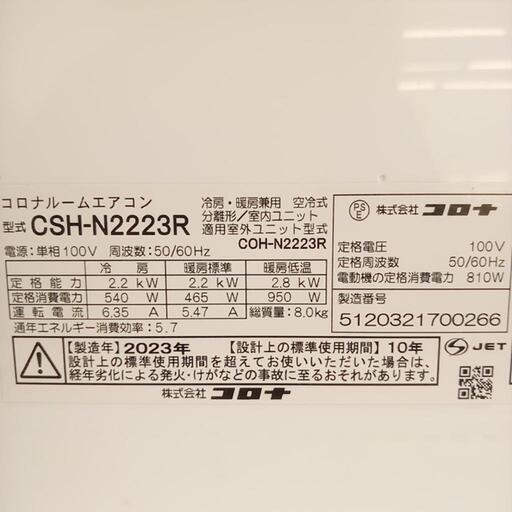 コロナルームエアコン
型式 CSH-N2223R
冷房・暖房兼用 空冷式
分離形/室内ユニット
適用室外ユニット型式
COH-N2223R
電源:単相100V 周波数:50/60Hz
冷 房 暖房標準 暖房低温
定格能力 2.2 kW 2.2 kW 2.8 kW
定格消費電力 540 W 465 W 950 W
運転電流 6.35 A 5.47 A 総質量:8.0kg
通年エネルギー消費効率:5.7
PSE 株式会社 コロナ
定格電圧 100V
定格周波数 50/60Hz
電動機の定格消費電力 810W
製造番号
5120321700266
【製造年】2023年 【設計上の標準使用期間】10年
設計上の標準使用期間を超えてお使いいただいた場合は、
経年劣化による発火・けがなどの事故に至るおそれがあります。
株式会社 コロナ
JET